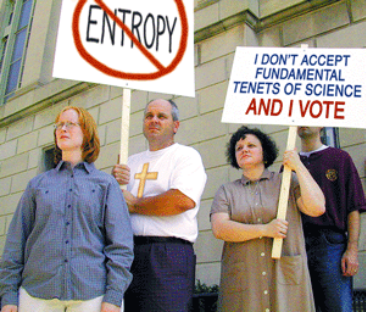 ENTROPY
I DON'T ACCEPT
FUNDAMENTAL
TENETS OF SCIENCE
AND I VOTE